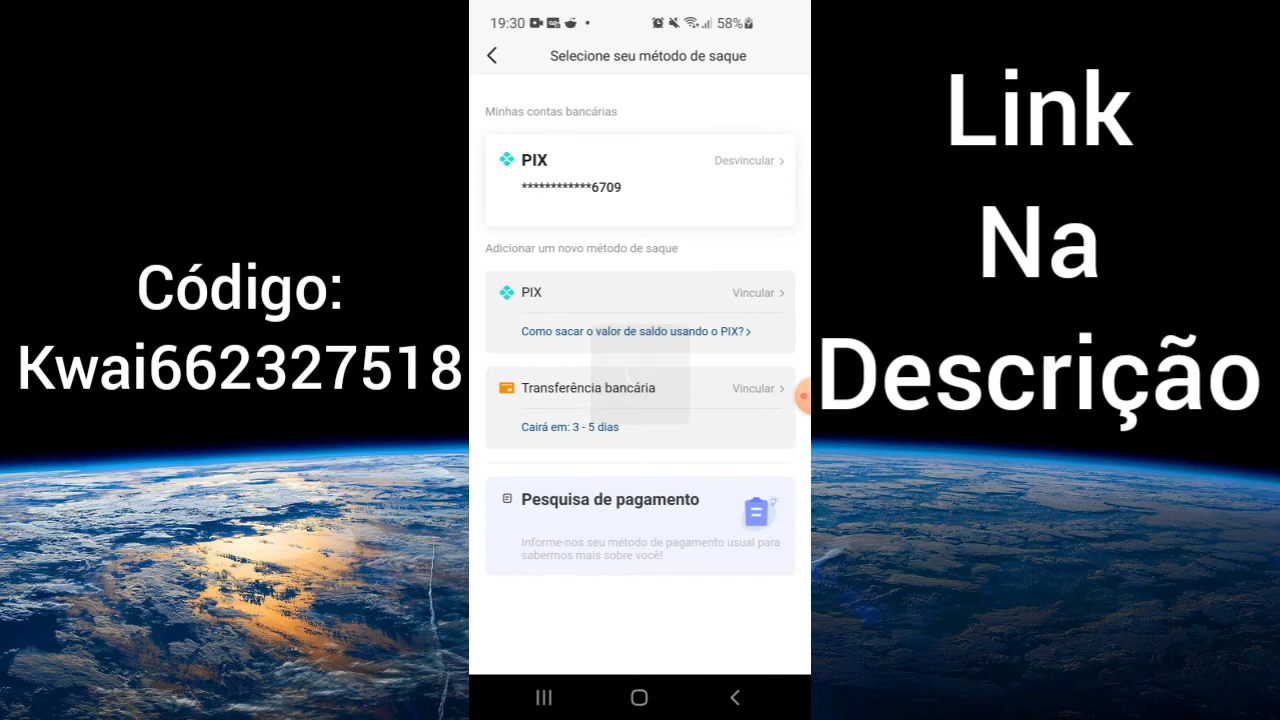 Código:
Kwai662327518
19:30
58%
Selecione seu método de saque
Minhas contas bancárias
PIX
Desvincular >
************6709
Adicionar um novo método de saque
PIX
Vincular >
Como sacar o valor de saldo usando o PIX? >
Transferência bancária
Vincular >
Cairá em: 3 - 5 dias
Pesquisa de pagamento
Informe-nos seu método de pagamento usual para
sabermos mais sobre você!
Link
Na
Descrição